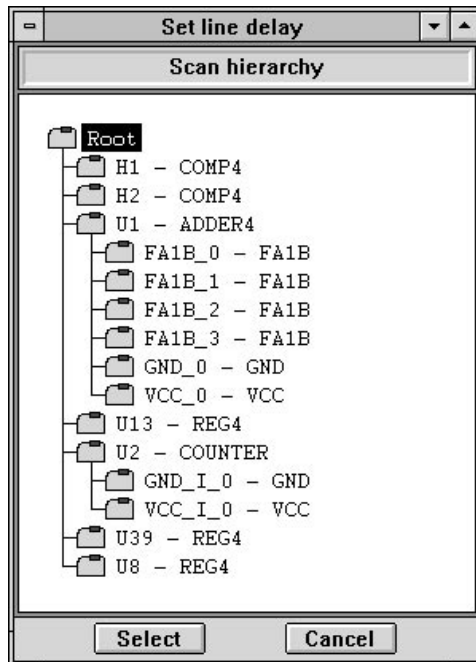 Set line delay
Scan hierarchy
Root
H1 - COMP4
H2 - COMP4
U1 - ADDER4
FA1B_0 - FA1B
FA1B_1 - FA1B
FA1B_2 - FA1B
FA1B_3 - FA1B
GND_0 - GND
VCC_0 - VCC
U13 - REG4
U2 - COUNTER
GND_I_0 - GND
VCC_I_0 - VCC
U39 - REG4
U8 - REG4
Select Cancel